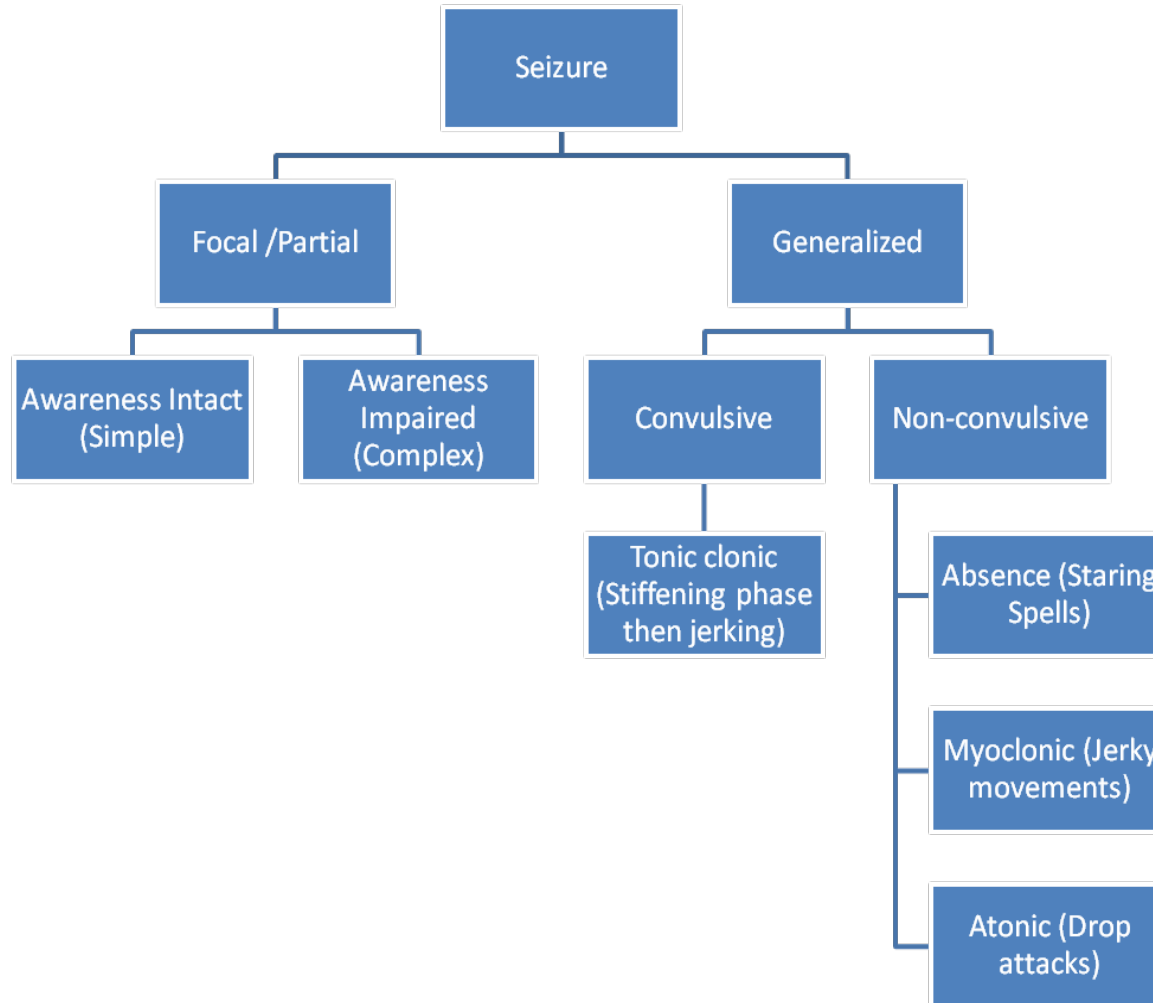 Seizure
Focal /Partial
Generalized
Awareness Intact
(Simple)
Awareness
Impaired
(Complex)
Convulsive
Non-convulsive
Tonic clonic
(Stiffening phase
then jerking)
Absence (Staring
Spells)
Myoclonic (Jerky
movements)
Atonic (Drop
attacks)